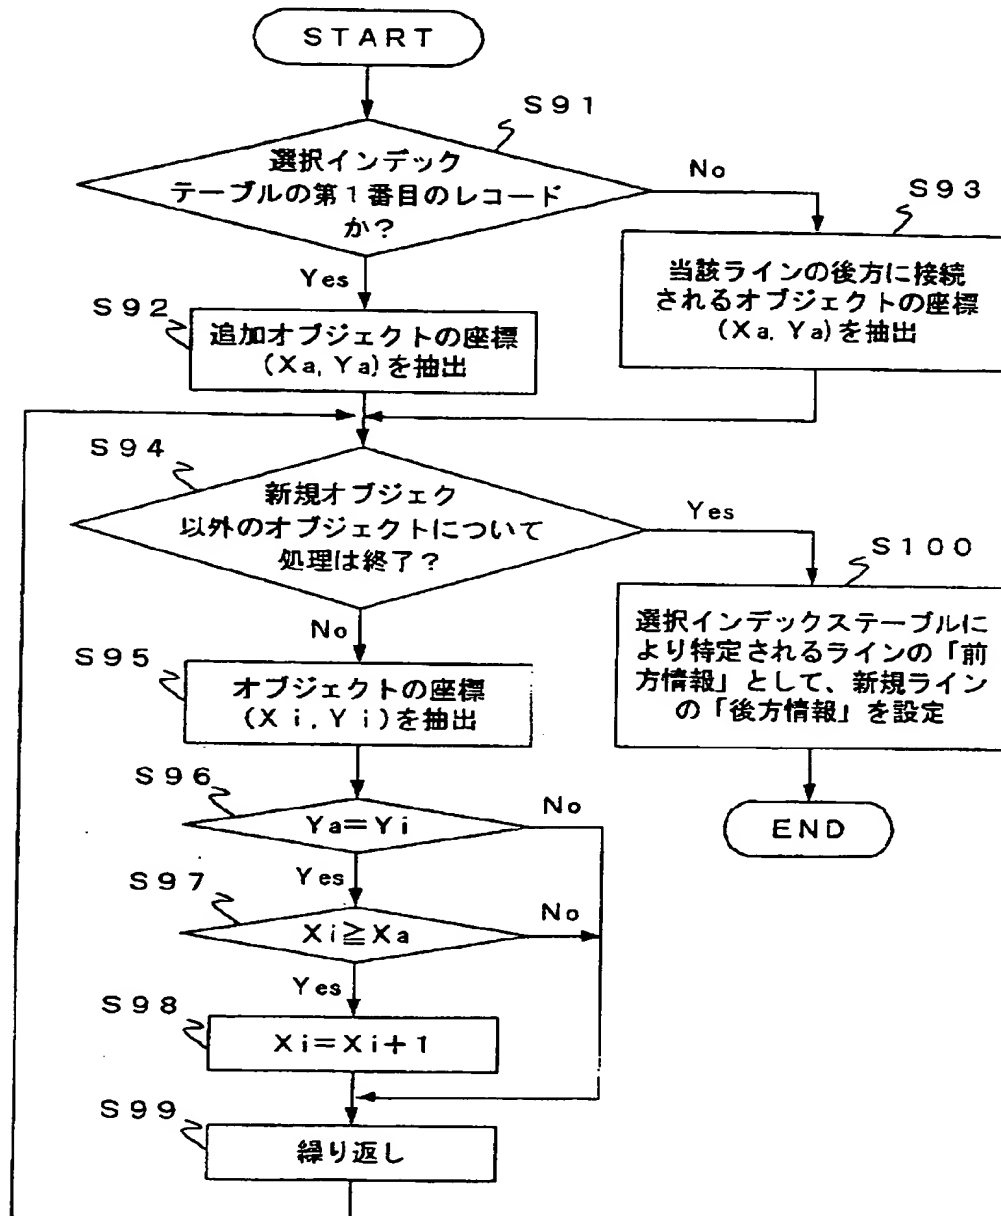 START
S91
選択インデック
テーブルの第1番目のレコード
か?
No
Yes
S93
当該ラインの後方に接続
されるオブジェクトの座標
(Xa, Ya)を抽出
S92
追加オブジェクトの座標
(Xa, Ya)を抽出
S94
新規オブジェク
以外のオブジェクトについて
処理は終了?
Yes
No
S100
選択インデックステーブルに
より特定されるラインの「前
方情報」として、新規ライン
の「後方情報」を設定
END
S95
オブジェクトの座標
(Xi, Yi)を抽出
S96
Ya=Yi
No
Yes
S97
Xi≧Xa
No
Yes
S98
Xi=Xi+1
S99
繰り返し